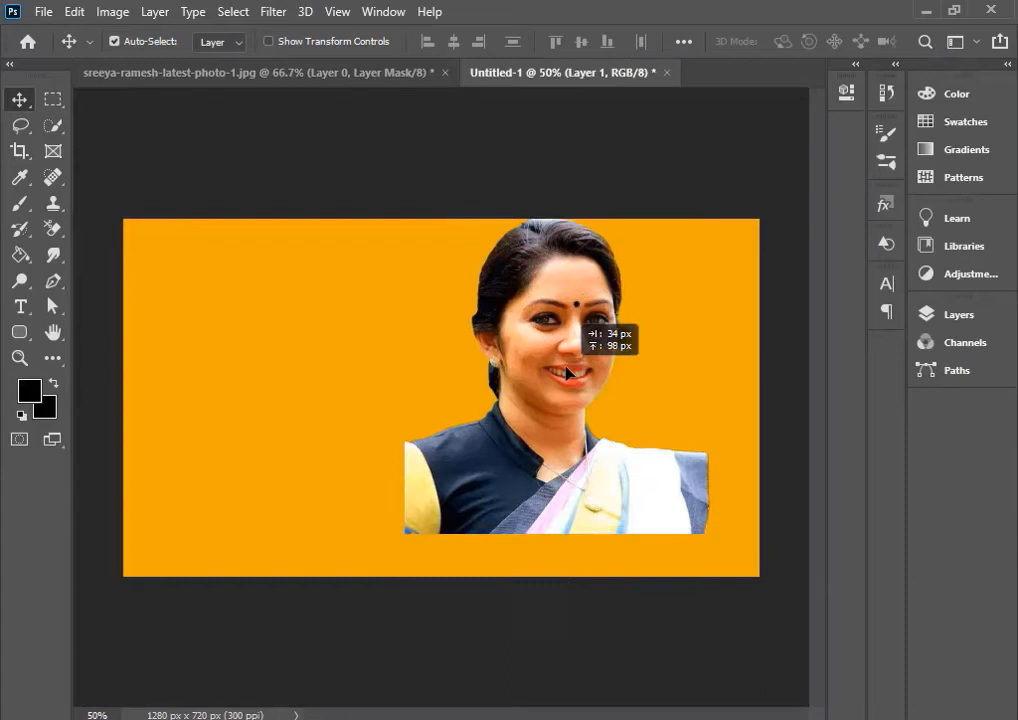 Ps File Edit Image Layer Type Select Filter 3D View Window Help
Auto-Select: Layer Show Transform Controls 3D Mode:
sreeya-ramesh-latest-photo-1.jpg @ 66.7% (Layer 0, Layer Mask/8) * × Untitled-1 @ 50% (Layer 1, RGB/8) * ×
Color
Swatches
Gradients
Patterns
Learn
Libraries
Adjustme...
Layers
Channels
Paths
: 34 px
: 98 px
50% 1280 px x 720 px (300 ppi)